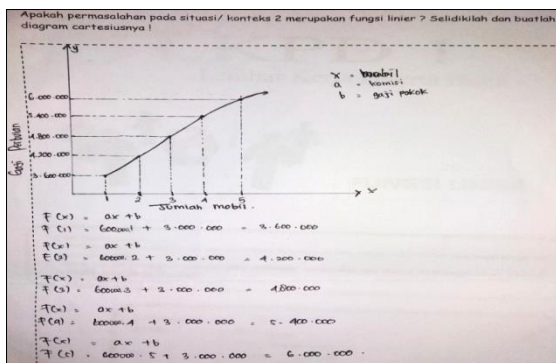 Apakah permasalahan pada situasi/ konteks 2 merupakan fungsi linier ? Selidikilah dan buatlah
diagram cartesiusnya !
y
x = mobil
a = komisi
b = gaji pokok
Gaji Perbulan
6.000.000
5.400.000
4.800.000
4.200.000
3.600.000
1 2 3 4 5
x
Jumlah mobil.
F(x) = ax + b
F(1) = 600000.1 + 3.000.000 = 3.600.000
F(x) = ax + b
F(2) = 600000.2 + 3.000.000 = 4.200.000
F(x) = ax + b
F(3) = 600000.3 + 3.000.000 = 4.800.000
F(x) = ax + b
F(4) = 600000.4 + 3.000.000 = 5.400.000
F(x) = ax + b
F(5) = 600000.5 + 3.000.000 = 6.000.000.